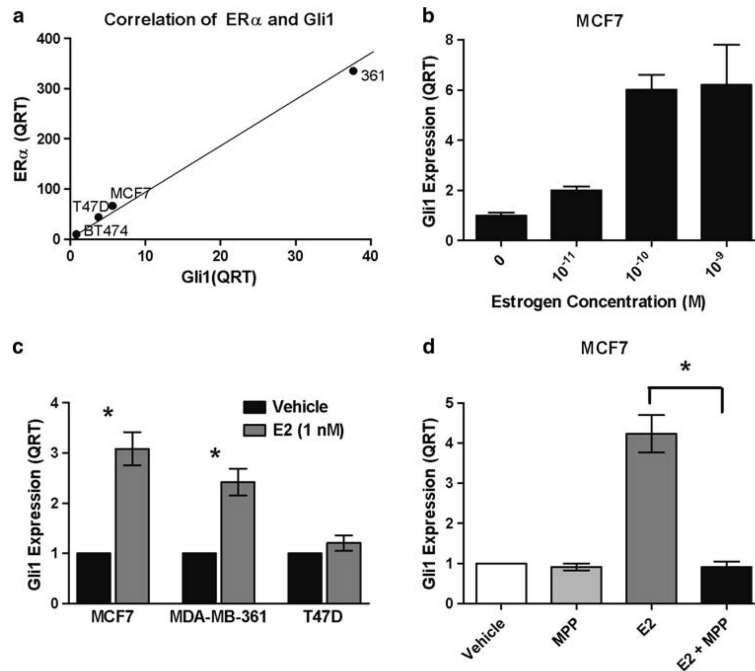 a
Correlation of ERα and Gli1
ERα (QRT)
400
300
200
100
0
361
MCF7
T47D
BT474
0 10 20 30 40
Gli1(QRT)
b
MCF7
Gli1 Expression (QRT)
8
6
4
2
0
0 10-11 10-10 10-9
Estrogen Concentration (M)
c
Gli1 Expression (QRT)
4
3
2
1
0
*
*
Vehicle
E2 (1 nM)
MCF7 MDA-MB-361 T47D
d
MCF7
Gli1 Expression (QRT)
5
4
3
2
1
0
*
Vehicle MPP E2 E2 + MPP